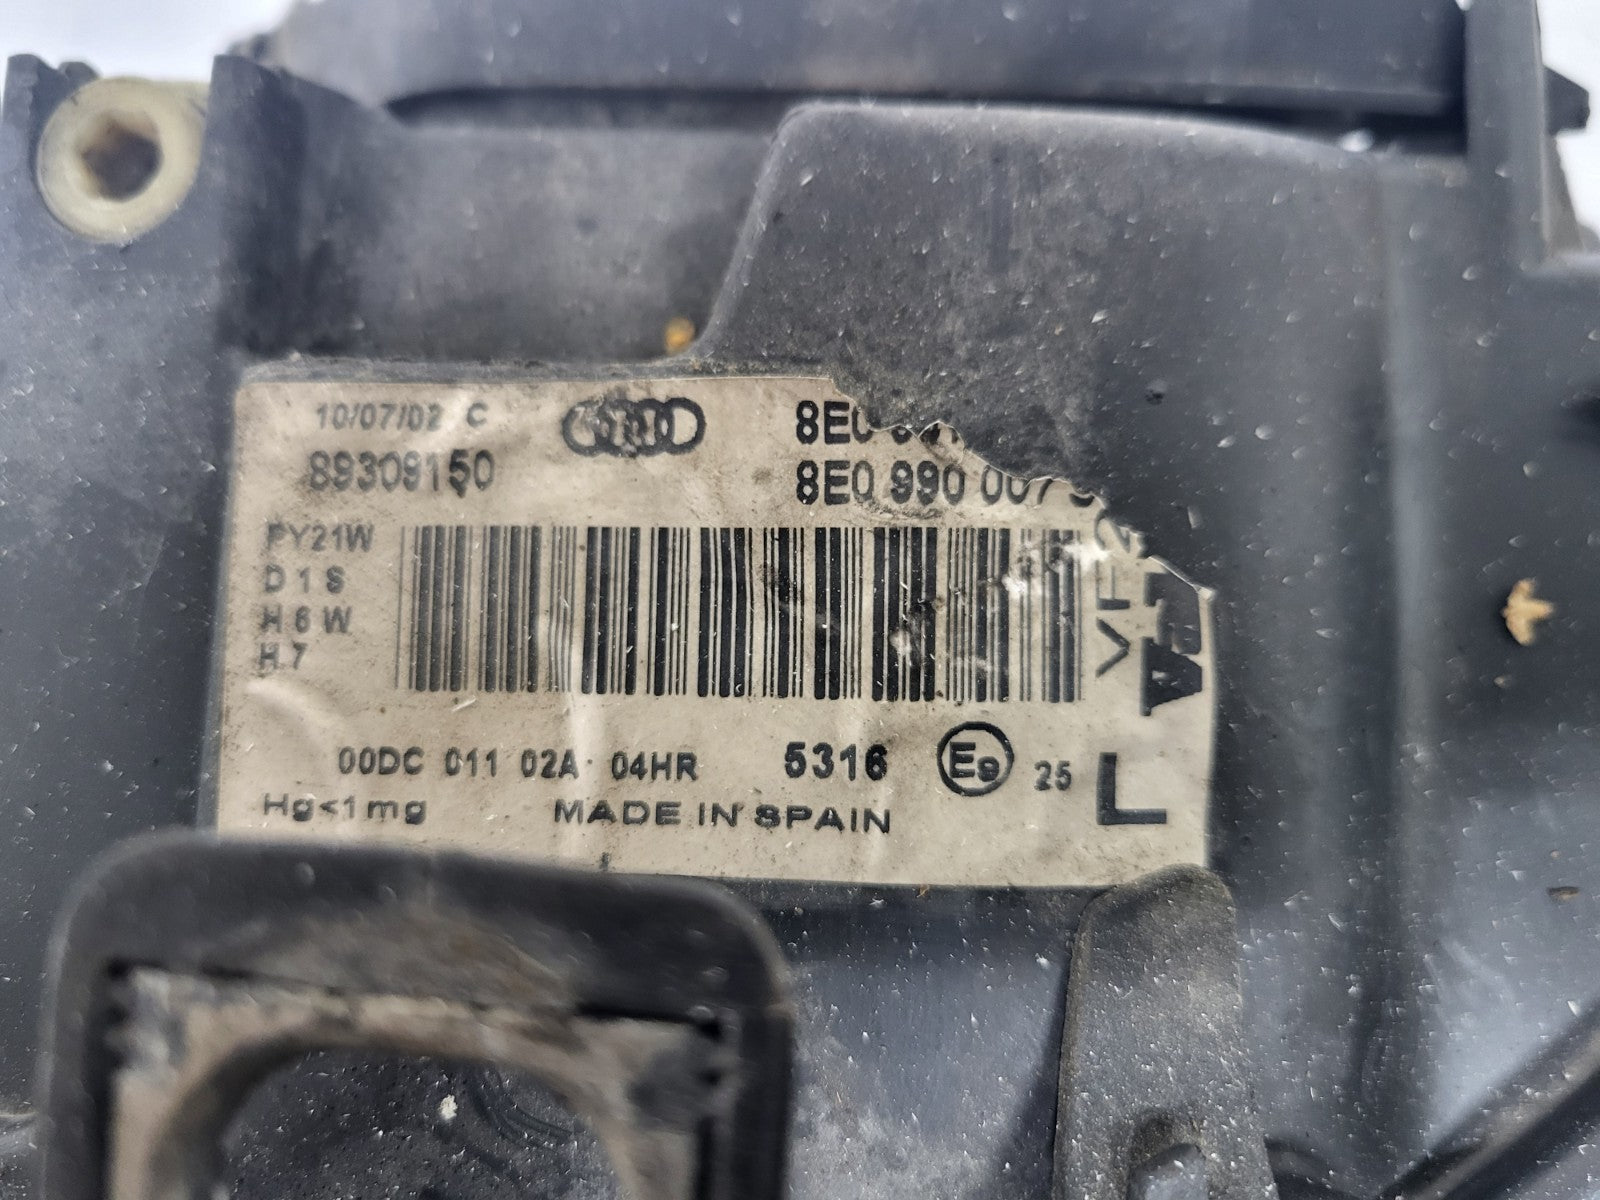 10/07/02 C
89309150
8E0 990 007
PY21W
D1S
H6W
H7
00DC 011 02A 04HR 5316 E9 25 L
Hg<1mg MADE IN SPAIN